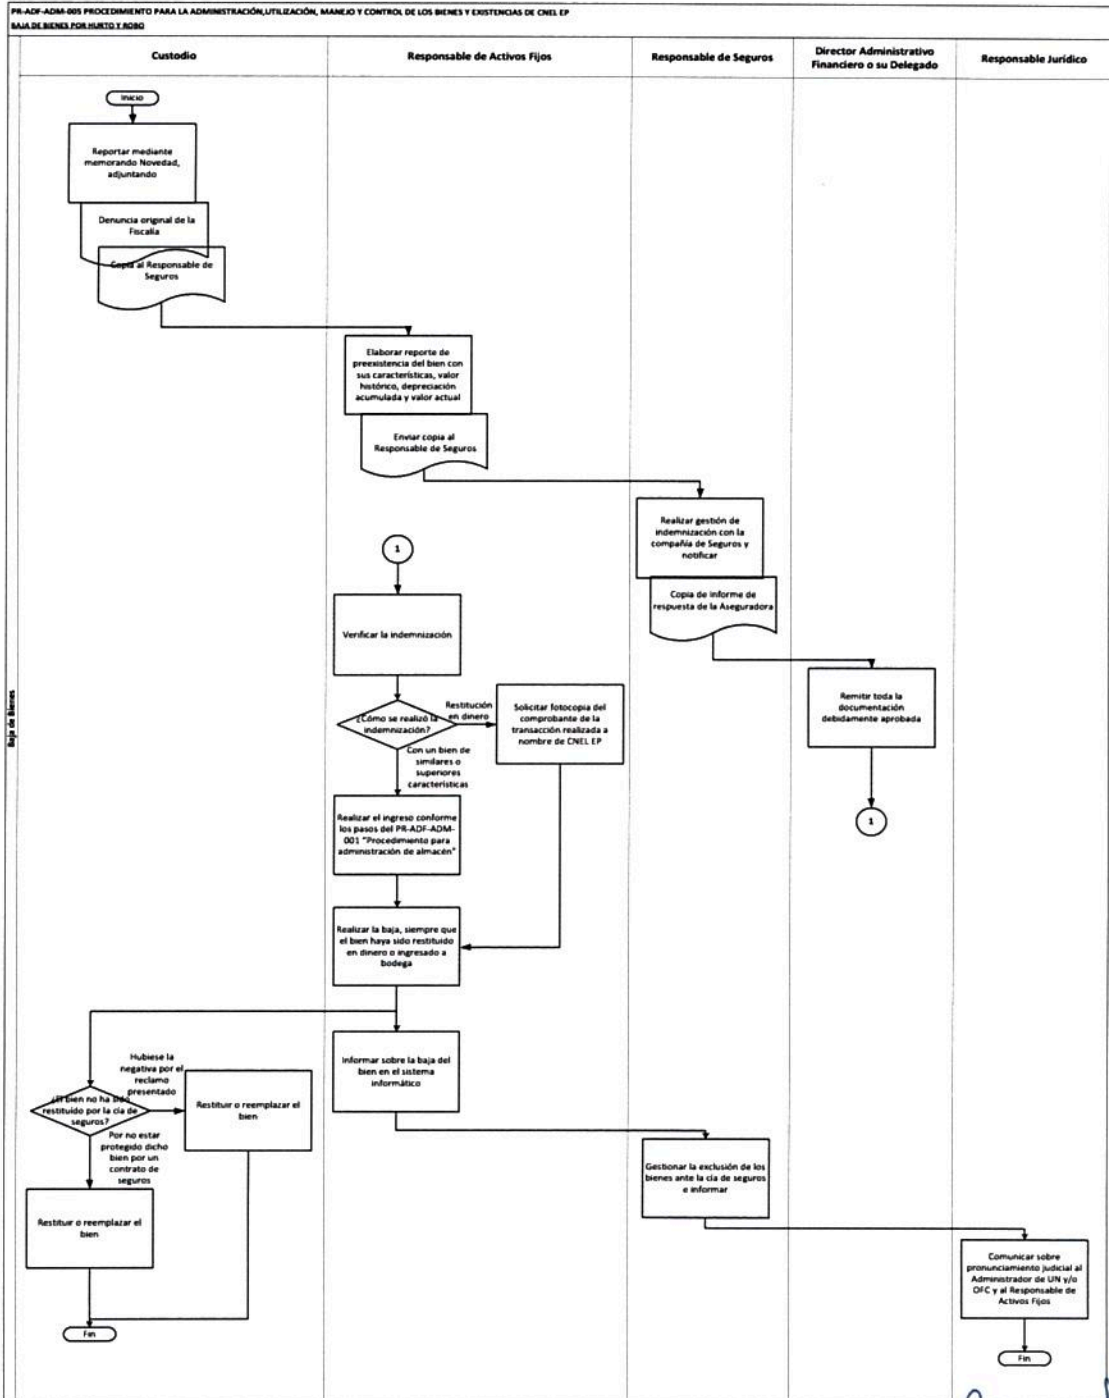 PR-ADF-ADM-005 PROCEDIMIENTO PARA LA ADMINISTRACIÓN,UTILIZACIÓN, MANEJO Y CONTROL DE LOS BIENES Y EXISTENCIAS DE CNEL EP
BAJA DE BIENES POR HURTO Y ROBO
Custodio
Responsable de Activos Fijos
Responsable de Seguros
Director Administrativo
Financiero o su Delegado
Responsable Jurídico
Baja de Bienes
Inicio
Reportar mediante
memorando Novedad,
adjuntando
Denuncia original de la
Fiscalía
Copia al Responsable de
Seguros
Elaborar reporte de
preexistencia del bien con
sus características, valor
histórico, depreciación
acumulada y valor actual
Enviar copia al
Responsable de Seguros
Realizar gestión de
indemnización con la
compañía de Seguros y
notificar
Copia de informe de
respuesta de la Aseguradora
Remitir toda la
documentación
debidamente aprobada
1
1
Verificar la indemnización
¿Cómo se realizó la
indemnización?
Restitución
en dinero
Solicitar fotocopia del
comprobante de la
transacción realizada a
nombre de CNEL EP
Con un bien de
similares o
superiores
características
Realizar el ingreso conforme
los pasos del PR-ADF-ADM-
001 "Procedimiento para
administración de almacén"
Realizar la baja, siempre que
el bien haya sido restituido
en dinero o ingresado a
bodega
Informar sobre la baja del
bien en el sistema
informático
¿El bien no ha sido
restituido por la cía de
seguros?
Hubiese la
negativa por el
reclamo
presentado
Restituir o reemplazar el
bien
Por no estar
protegido dicho
bien por un
contrato de
seguros
Restituir o reemplazar el
bien
Fin
Gestionar la exclusión de los
bienes ante la cía de seguros
e informar
Comunicar sobre
pronunciamiento judicial al
Administrador de UN y/o
OFC y al Responsable de
Activos Fijos
Fin